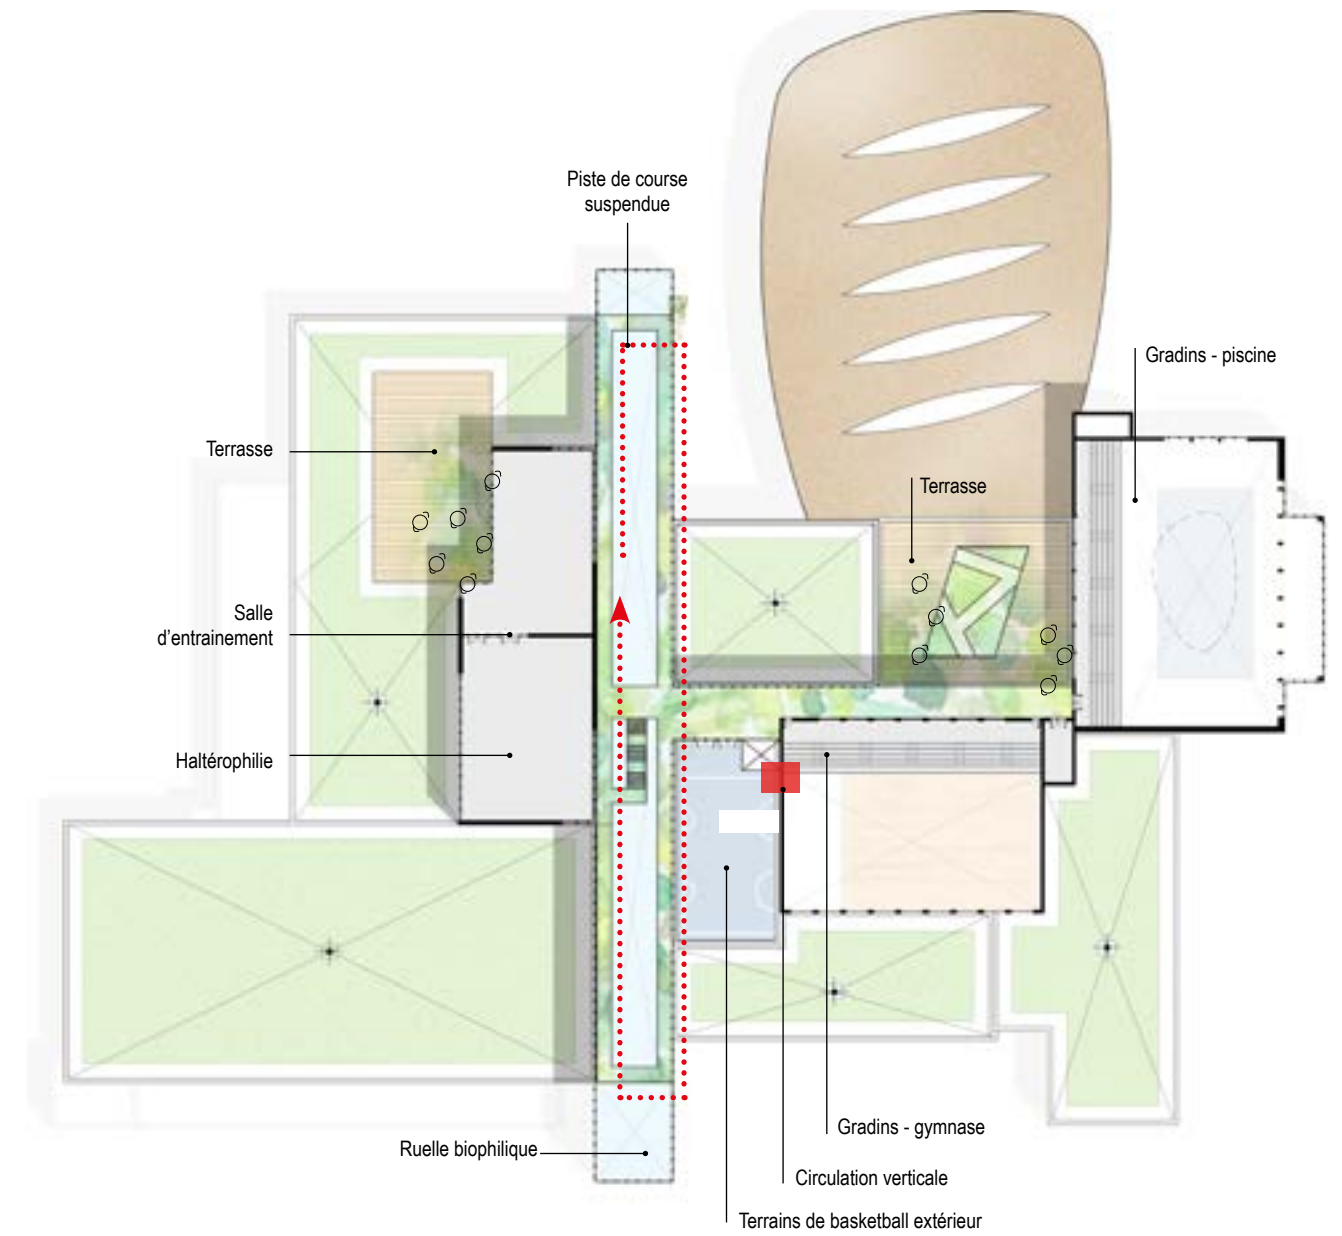 Piste de course
suspendue
Gradins - piscine
Terrasse
Terrasse
Salle
d'entrainement
Haltérophilie
Gradins - gymnase
Ruelle biophilique
Circulation verticale
Terrains de basketball extérieur